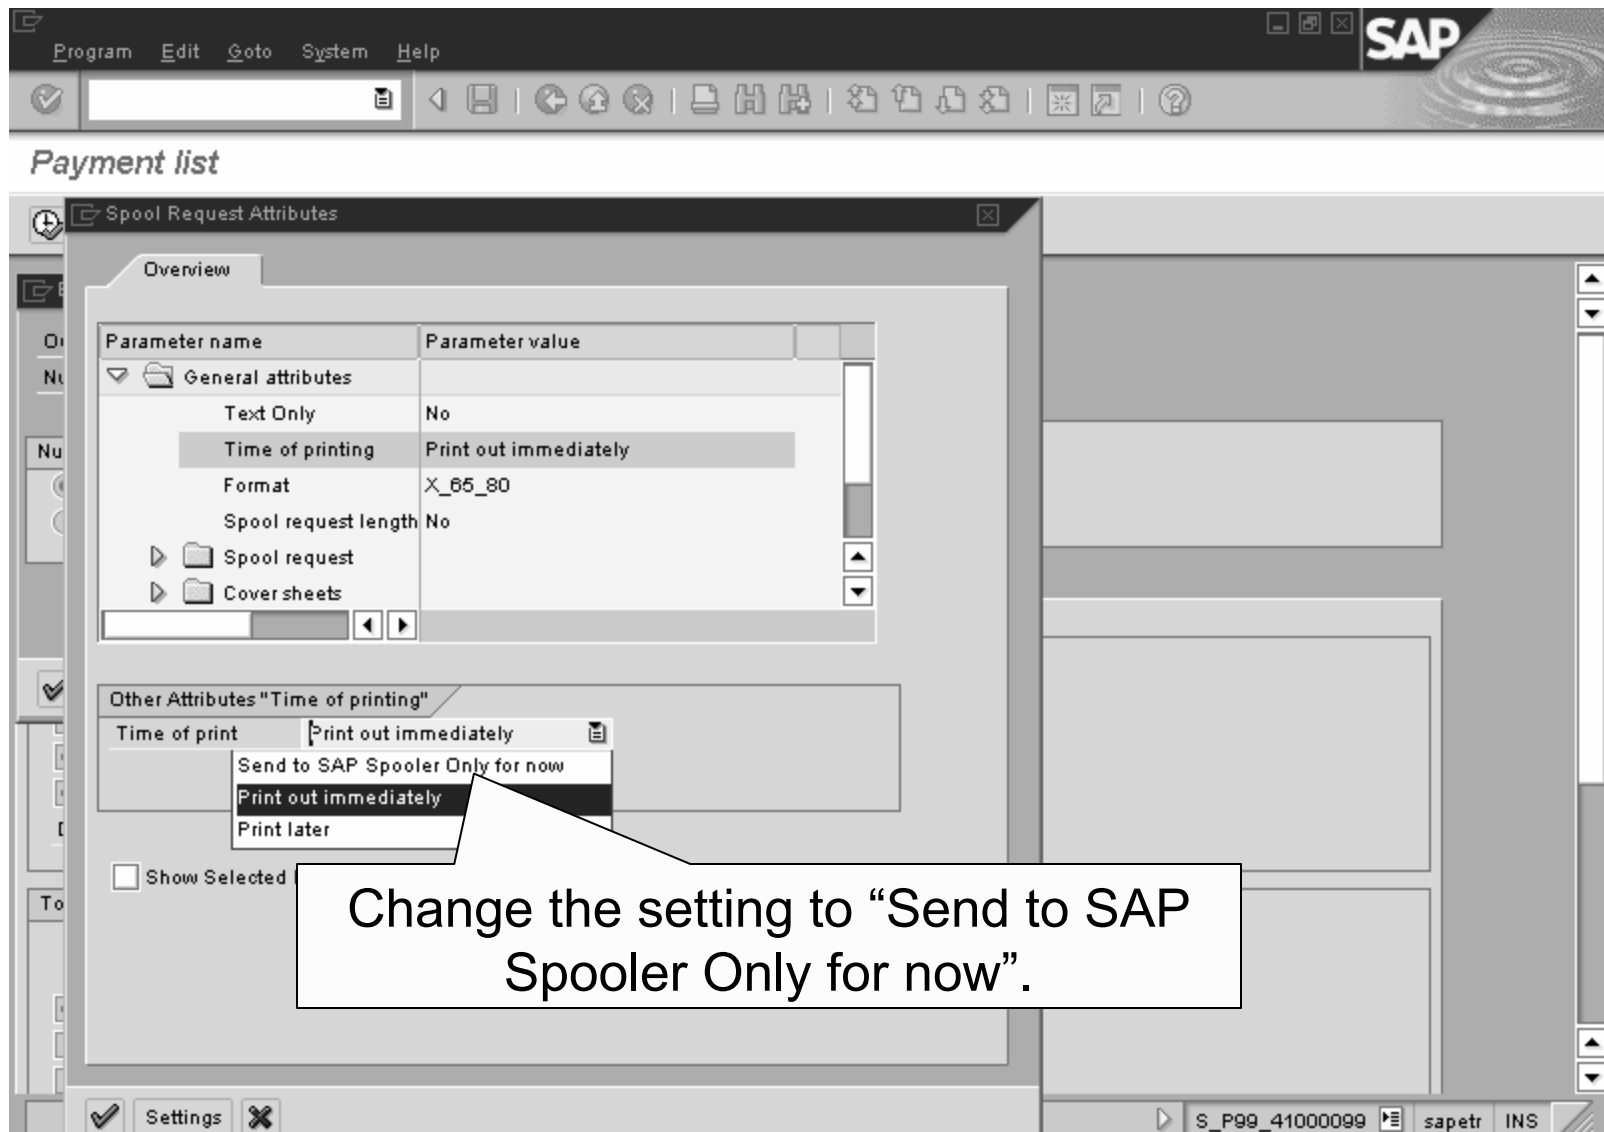 Program Edit Goto System Help
SAP
Payment list
Spool Request Attributes
Overview
Parameter name Parameter value
General attributes
Text Only No
Time of printing Print out immediately
Nu
Format X_65_80
Spool request length No
Spool request
Cover sheets
Other Attributes "Time of printing"
Time of print Print out immediately
Send to SAP Spooler Only for now
Print out immediately
Print later
Show Selected
To
Change the setting to “Send to SAP
Spooler Only for now”.
Settings
S_P99_41000099 sapetr INS